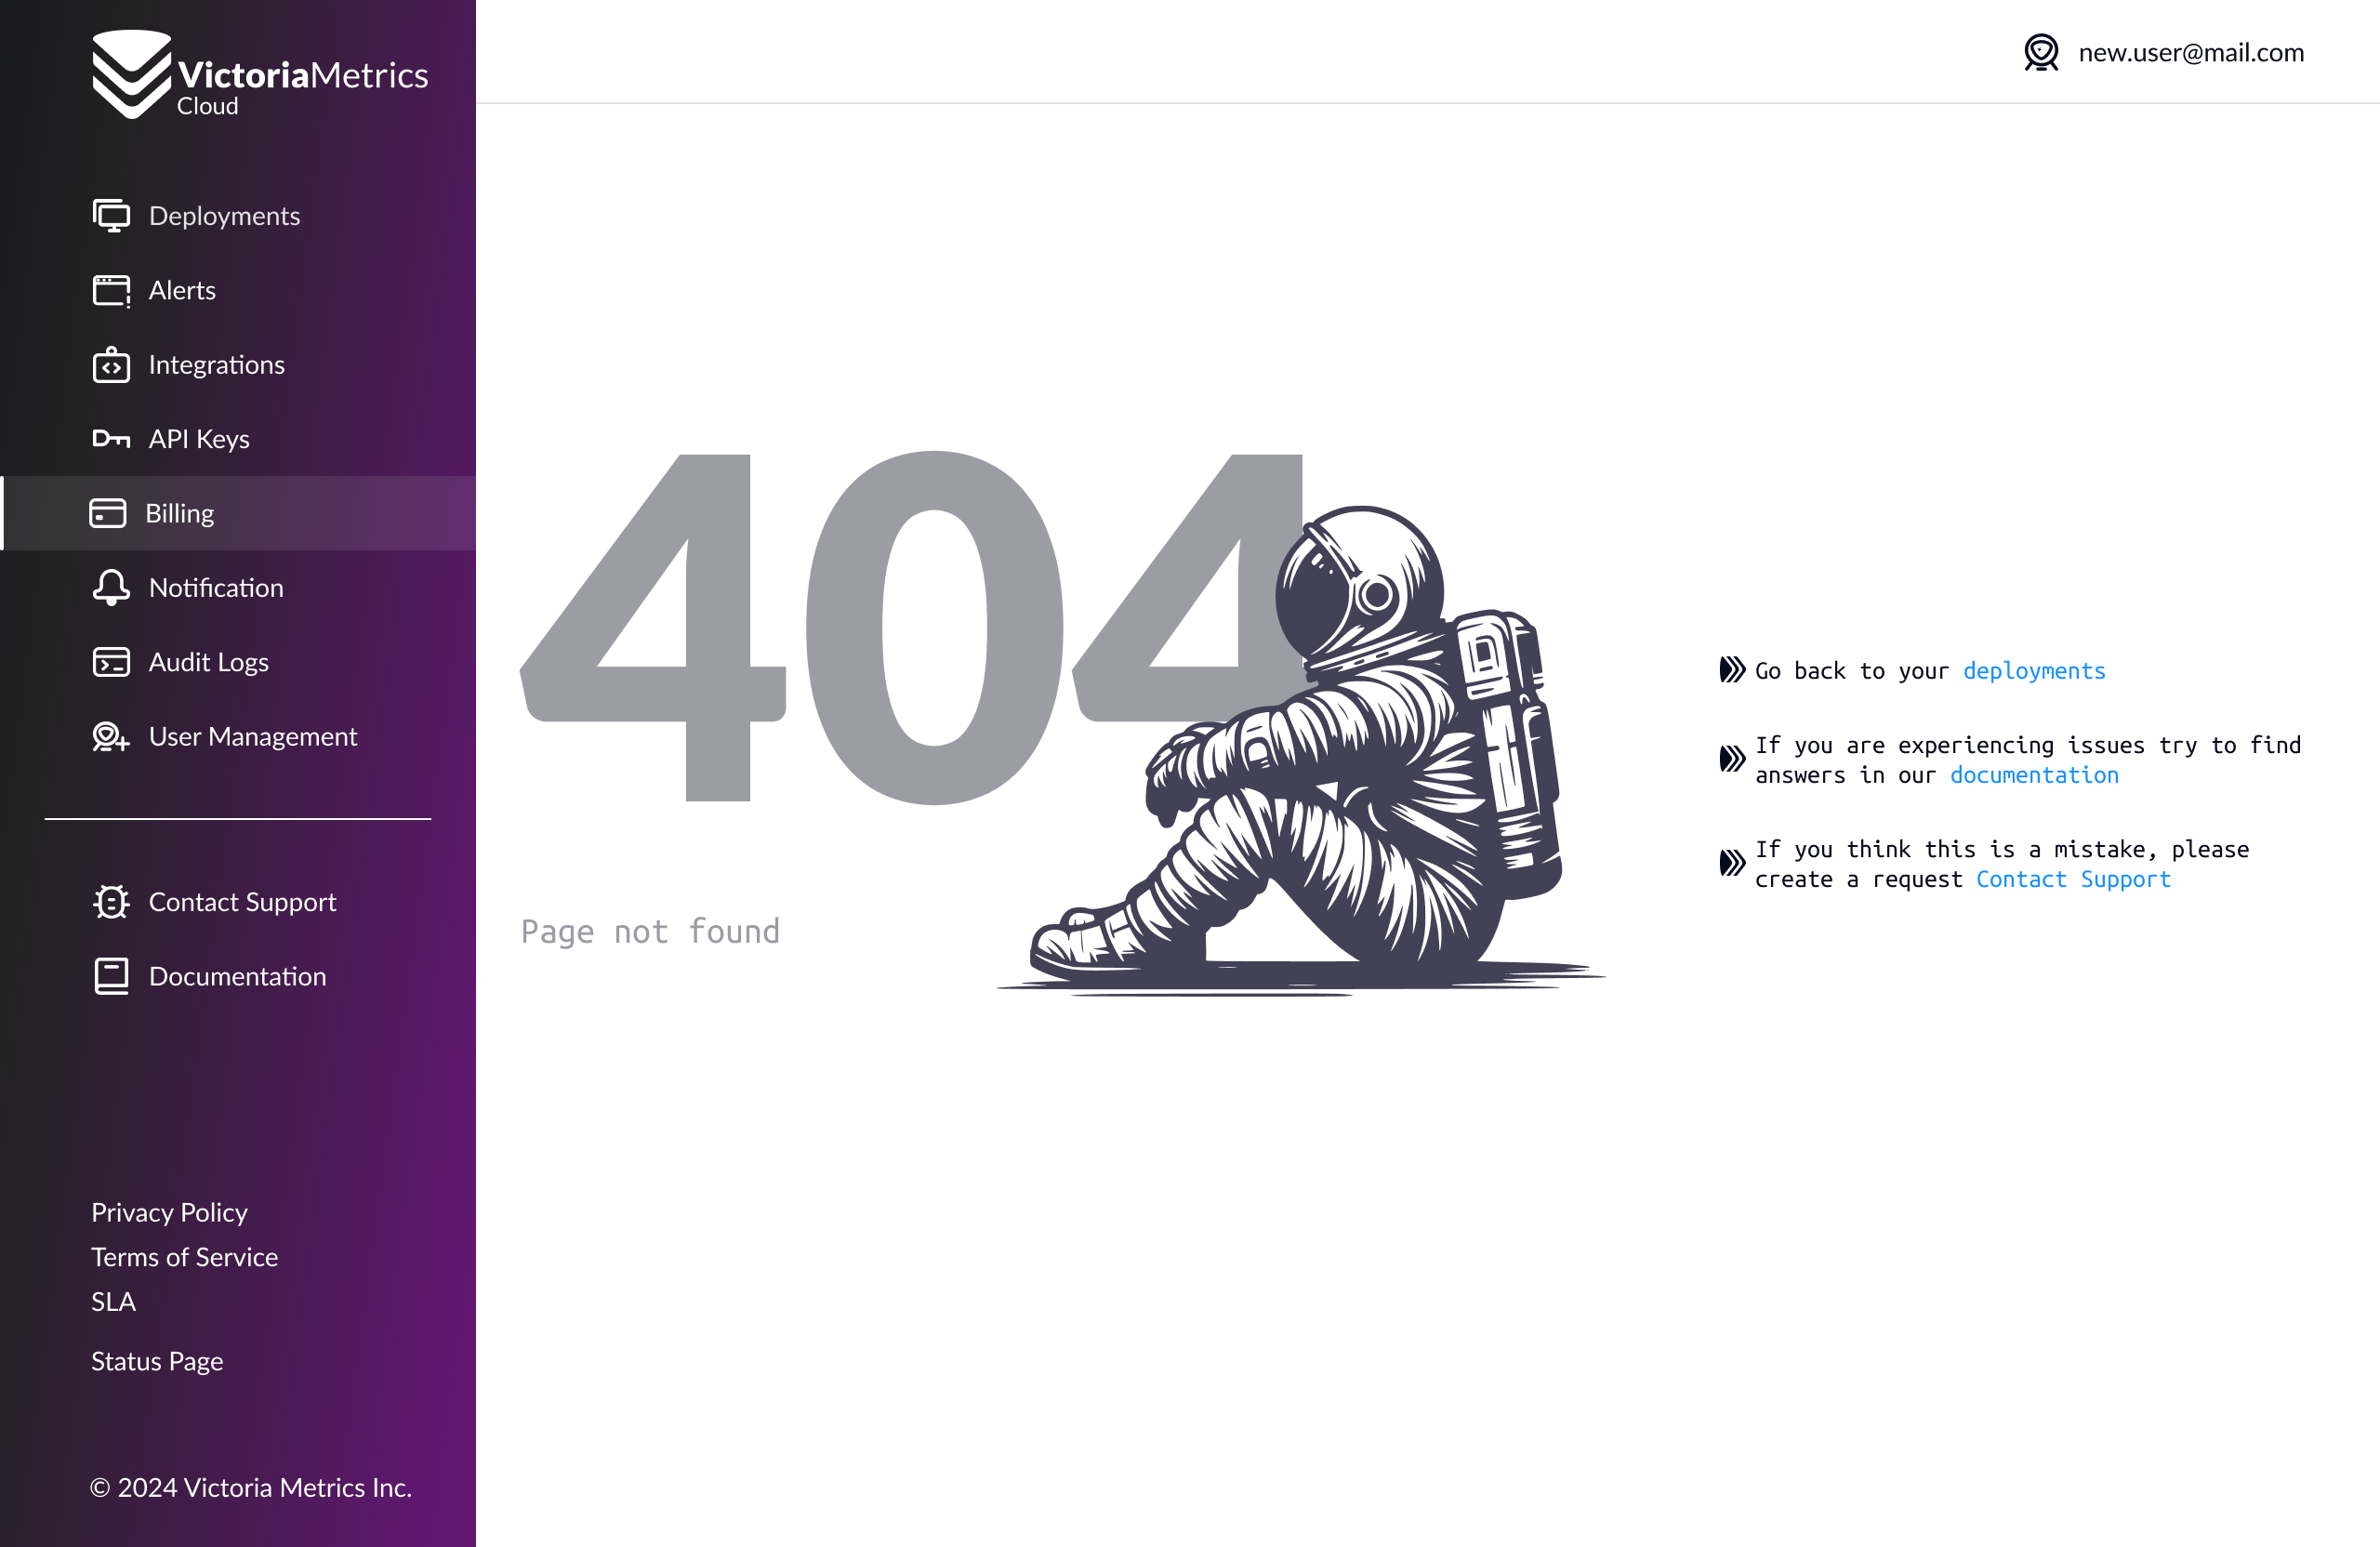 VictoriaMetrics
Cloud
new.user@mail.com
Deployments
Alerts
Integrations
API Keys
Billing
Notification
Audit Logs
User Management
Contact Support
Documentation
Privacy Policy
Terms of Service
SLA
Status Page
© 2024 Victoria Metrics Inc.
404
Page not found
Go back to your deployments
If you are experiencing issues try to find
answers in our documentation
If you think this is a mistake, please
create a request Contact Support